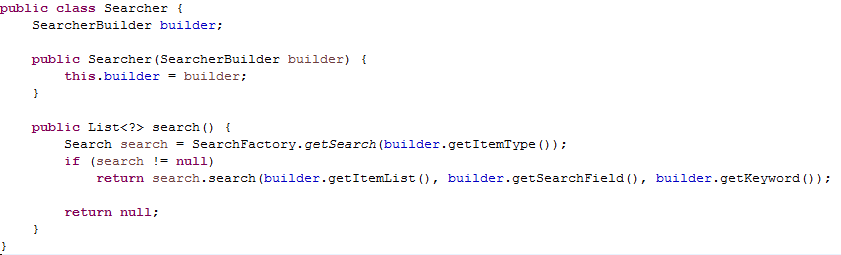 public class Searcher {
    SearcherBuilder builder;

    public Searcher(SearcherBuilder builder) {
        this.builder = builder;
    }

    public List<?> search() {
        Search search = SearchFactory.getSearch(builder.getItemType());
        if (search != null)
            return search.search(builder.getItemList(), builder.getSearchField(), builder.getKeyword());

        return null;
    }
}